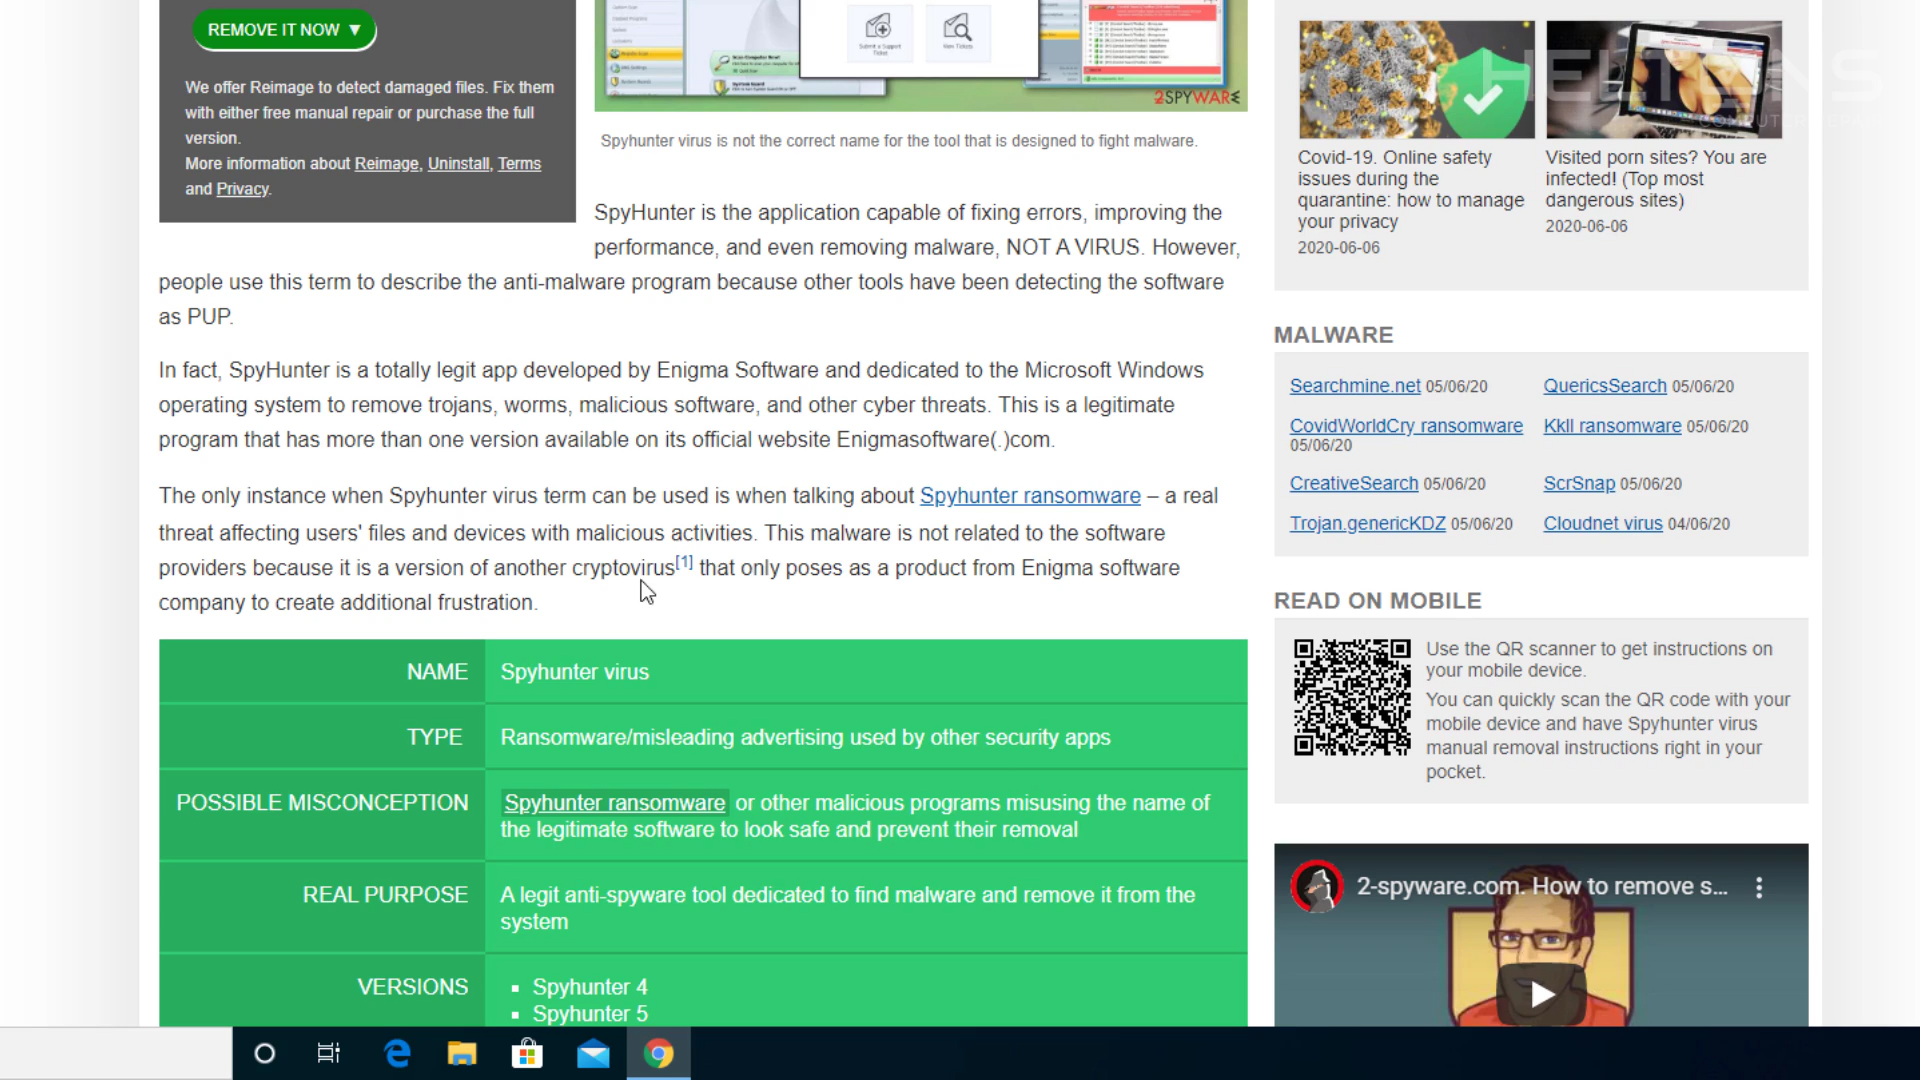 REMOVE IT NOW ▼
We offer Reimage to detect damaged files. Fix them
with either free manual repair or purchase the full
version.
More information about Reimage, Uninstall, Terms
and Privacy.
Submit a Support
Ticket
View Tickets
2SPYWARE
Spyhunter virus is not the correct name for the tool that is designed to fight malware.
SpyHunter is the application capable of fixing errors, improving the
performance, and even removing malware, NOT A VIRUS. However,
people use this term to describe the anti-malware program because other tools have been detecting the software
as PUP.
In fact, SpyHunter is a totally legit app developed by Enigma Software and dedicated to the Microsoft Windows
operating system to remove trojans, worms, malicious software, and other cyber threats. This is a legitimate
program that has more than one version available on its official website Enigmasoftware(.)com.
The only instance when Spyhunter virus term can be used is when talking about Spyhunter ransomware – a real
threat affecting users' files and devices with malicious activities. This malware is not related to the software
providers because it is a version of another cryptovirus[1] that only poses as a product from Enigma software
company to create additional frustration.
NAME Spyhunter virus
TYPE Ransomware/misleading advertising used by other security apps
POSSIBLE MISCONCEPTION Spyhunter ransomware or other malicious programs misusing the name of
the legitimate software to look safe and prevent their removal
REAL PURPOSE A legit anti-spyware tool dedicated to find malware and remove it from the
system
VERSIONS ▪ Spyhunter 4
▪ Spyhunter 5
HELTONS
Covid-19. Online safety
issues during the
quarantine: how to manage
your privacy
2020-06-06
Visited porn sites? You are
infected! (Top most
dangerous sites)
2020-06-06
MALWARE
Searchmine.net 05/06/20 QuericsSearch 05/06/20
CovidWorldCry ransomware Kkll ransomware 05/06/20
05/06/20
CreativeSearch 05/06/20 ScrSnap 05/06/20
Trojan.genericKDZ 05/06/20 Cloudnet virus 04/06/20
READ ON MOBILE
Use the QR scanner to get instructions on
your mobile device.
You can quickly scan the QR code with your
mobile device and have Spyhunter virus
manual removal instructions right in your
pocket.
2-spyware.com. How to remove s...